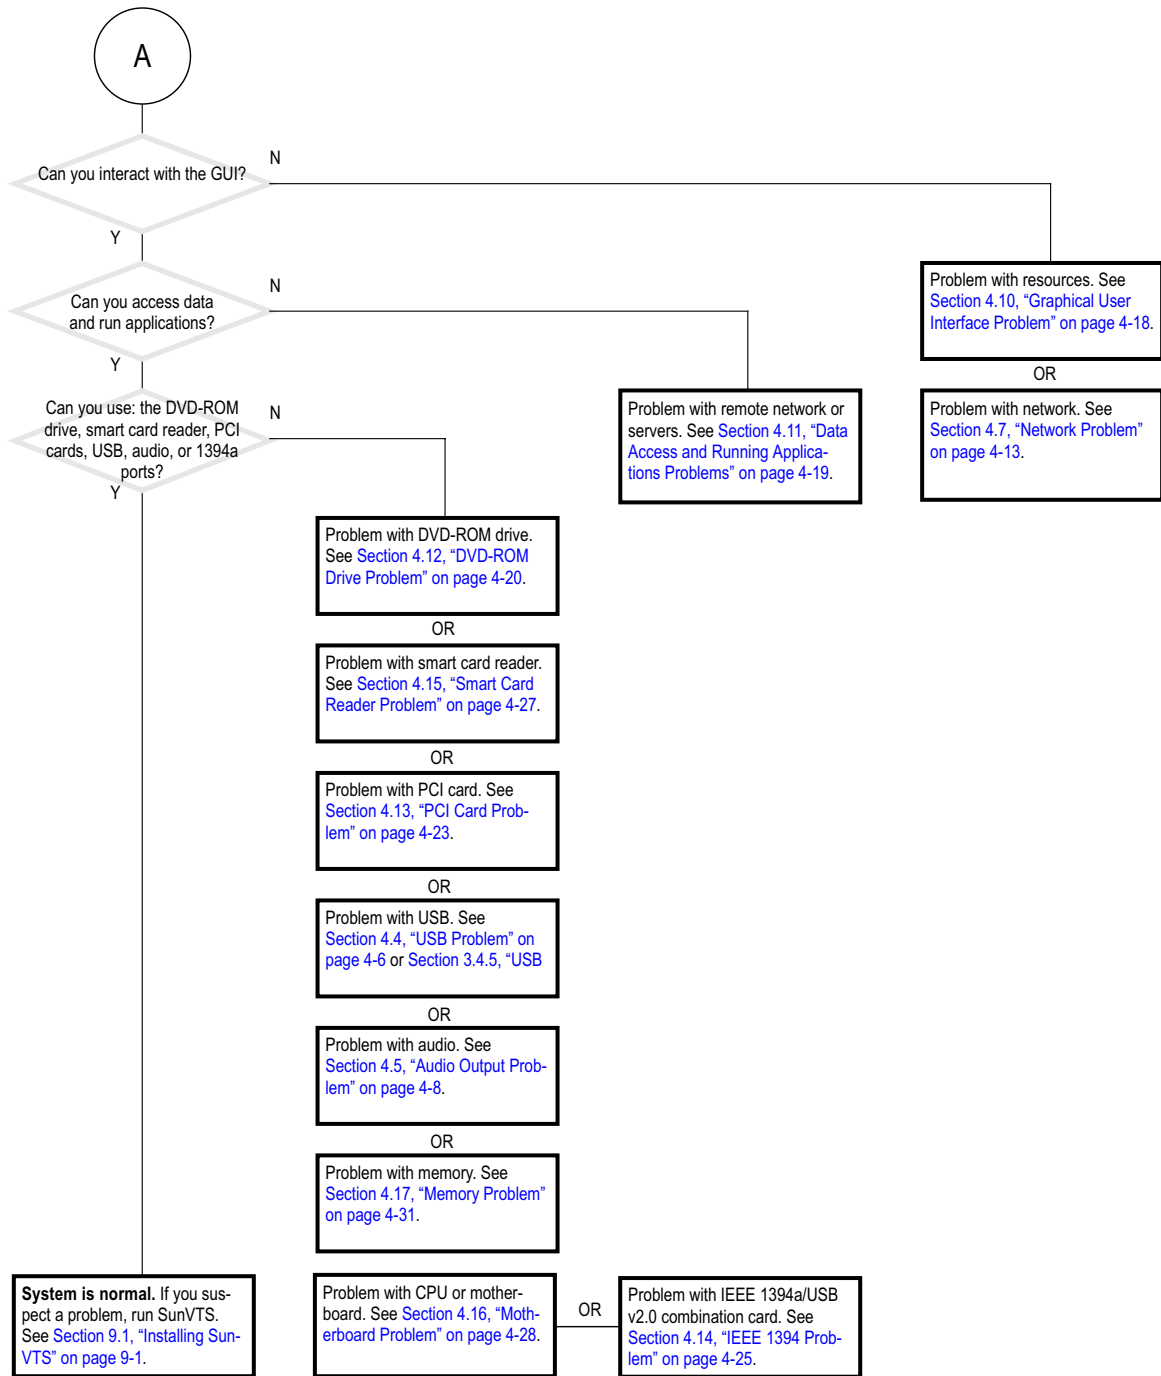 A
Can you interact with the GUI?
N
Y
Can you access data
and run applications?
N
Y
Problem with resources. See
Section 4.10, “Graphical User
Interface Problem” on page 4-18.
OR
Problem with network. See
Section 4.7, “Network Problem”
on page 4-13.
Can you use: the DVD-ROM
drive, smart card reader, PCI
cards, USB, audio, or 1394a
ports?
N
Y
Problem with remote network or
servers. See Section 4.11, “Data
Access and Running Applica-
tions Problems” on page 4-19.
Problem with DVD-ROM drive.
See Section 4.12, “DVD-ROM
Drive Problem” on page 4-20.
OR
Problem with smart card reader.
See Section 4.15, “Smart Card
Reader Problem” on page 4-27.
OR
Problem with PCI card. See
Section 4.13, “PCI Card Prob-
lem” on page 4-23.
OR
Problem with USB. See
Section 4.4, “USB Problem” on
page 4-6 or Section 3.4.5, “USB
OR
Problem with audio. See
Section 4.5, “Audio Output Prob-
lem” on page 4-8.
OR
Problem with memory. See
Section 4.17, “Memory Problem”
on page 4-31.
System is normal. If you sus-
pect a problem, run SunVTS.
See Section 9.1, “Installing Sun-
VTS” on page 9-1.
Problem with CPU or mother-
board. See Section 4.16, “Moth-
erboard Problem” on page 4-28.
OR
Problem with IEEE 1394a/USB
v2.0 combination card. See
Section 4.14, “IEEE 1394 Prob-
lem” on page 4-25.